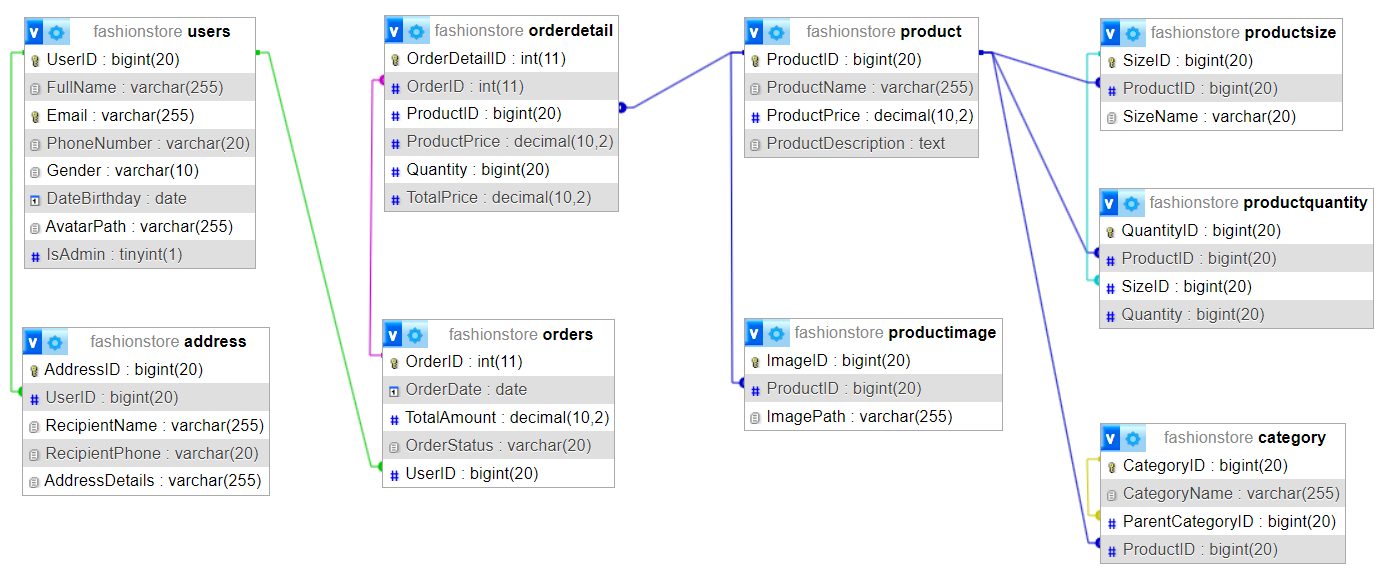 fashionstore users
UserID : bigint(20)
FullName : varchar(255)
Email : varchar(255)
PhoneNumber : varchar(20)
Gender : varchar(10)
DateBirthday : date
AvatarPath : varchar(255)
IsAdmin : tinyint(1)
fashionstore address
AddressID : bigint(20)
UserID : bigint(20)
RecipientName : varchar(255)
RecipientPhone : varchar(20)
AddressDetails : varchar(255)
fashionstore orderdetail
OrderDetailID : int(11)
OrderID : int(11)
ProductID : bigint(20)
ProductPrice : decimal(10,2)
Quantity : bigint(20)
TotalPrice : decimal(10,2)
fashionstore orders
OrderID : int(11)
OrderDate : date
TotalAmount : decimal(10,2)
OrderStatus : varchar(20)
UserID : bigint(20)
fashionstore product
ProductID : bigint(20)
ProductName : varchar(255)
ProductPrice : decimal(10,2)
ProductDescription : text
fashionstore productimage
ImageID : bigint(20)
ProductID : bigint(20)
ImagePath : varchar(255)
fashionstore productsize
SizeID : bigint(20)
ProductID : bigint(20)
SizeName : varchar(20)
fashionstore productquantity
QuantityID : bigint(20)
ProductID : bigint(20)
SizeID : bigint(20)
Quantity : bigint(20)
fashionstore category
CategoryID : bigint(20)
CategoryName : varchar(255)
ParentCategoryID : bigint(20)
ProductID : bigint(20)